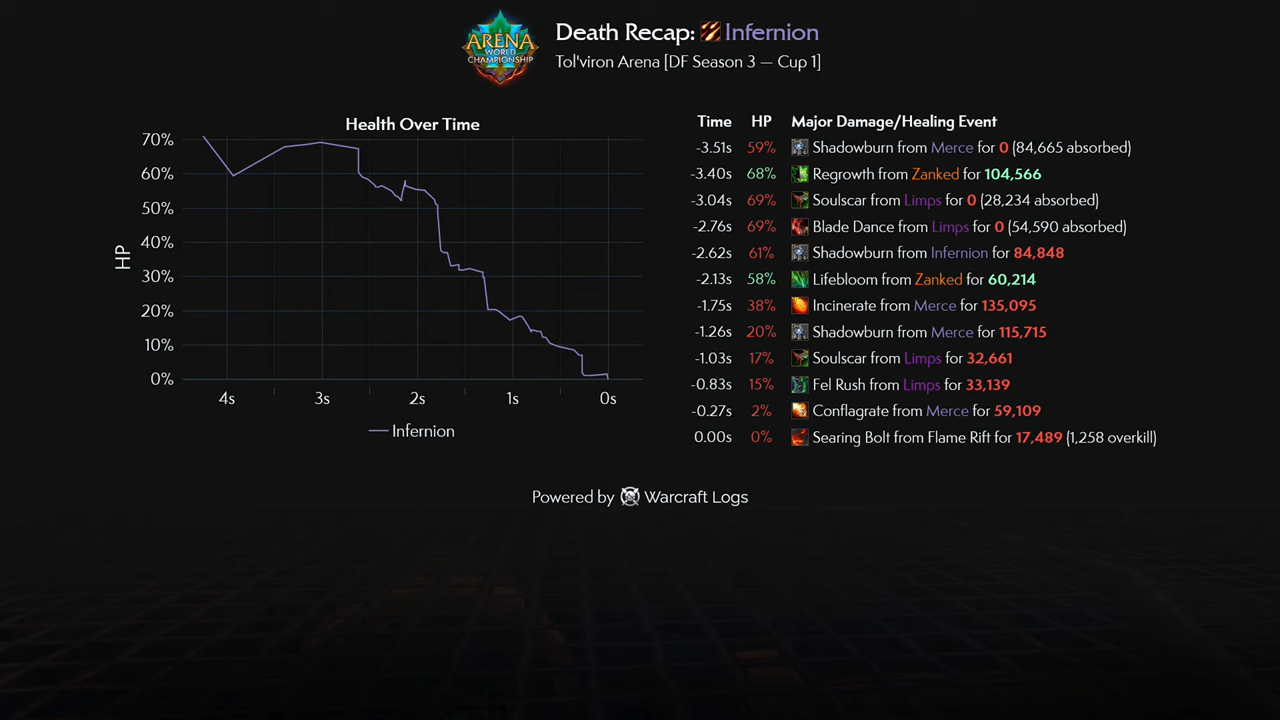 ARENA
WORLD
CHAMPIONSHIP
Death Recap: Infernion
Tol'viron Arena [DF Season 3 — Cup 1]
Health Over Time
70%
60%
50%
40%
30%
20%
10%
0%
HP
4s 3s 2s 1s 0s
Infernion
Time HP Major Damage/Healing Event
-3.51s 59% Shadowburn from Merce for 0 (84,665 absorbed)
-3.40s 68% Regrowth from Zanked for 104,566
-3.04s 69% Soulscar from Limps for 0 (28,234 absorbed)
-2.76s 69% Blade Dance from Limps for 0 (54,590 absorbed)
-2.62s 61% Shadowburn from Infernion for 84,848
-2.13s 58% Lifebloom from Zanked for 60,214
-1.75s 38% Incinerate from Merce for 135,095
-1.26s 20% Shadowburn from Merce for 115,715
-1.03s 17% Soulscar from Limps for 32,661
-0.83s 15% Fel Rush from Limps for 33,139
-0.27s 2% Conflagrate from Merce for 59,109
0.00s 0% Searing Bolt from Flame Rift for 17,489 (1,258 overkill)
Powered by Warcraft Logs